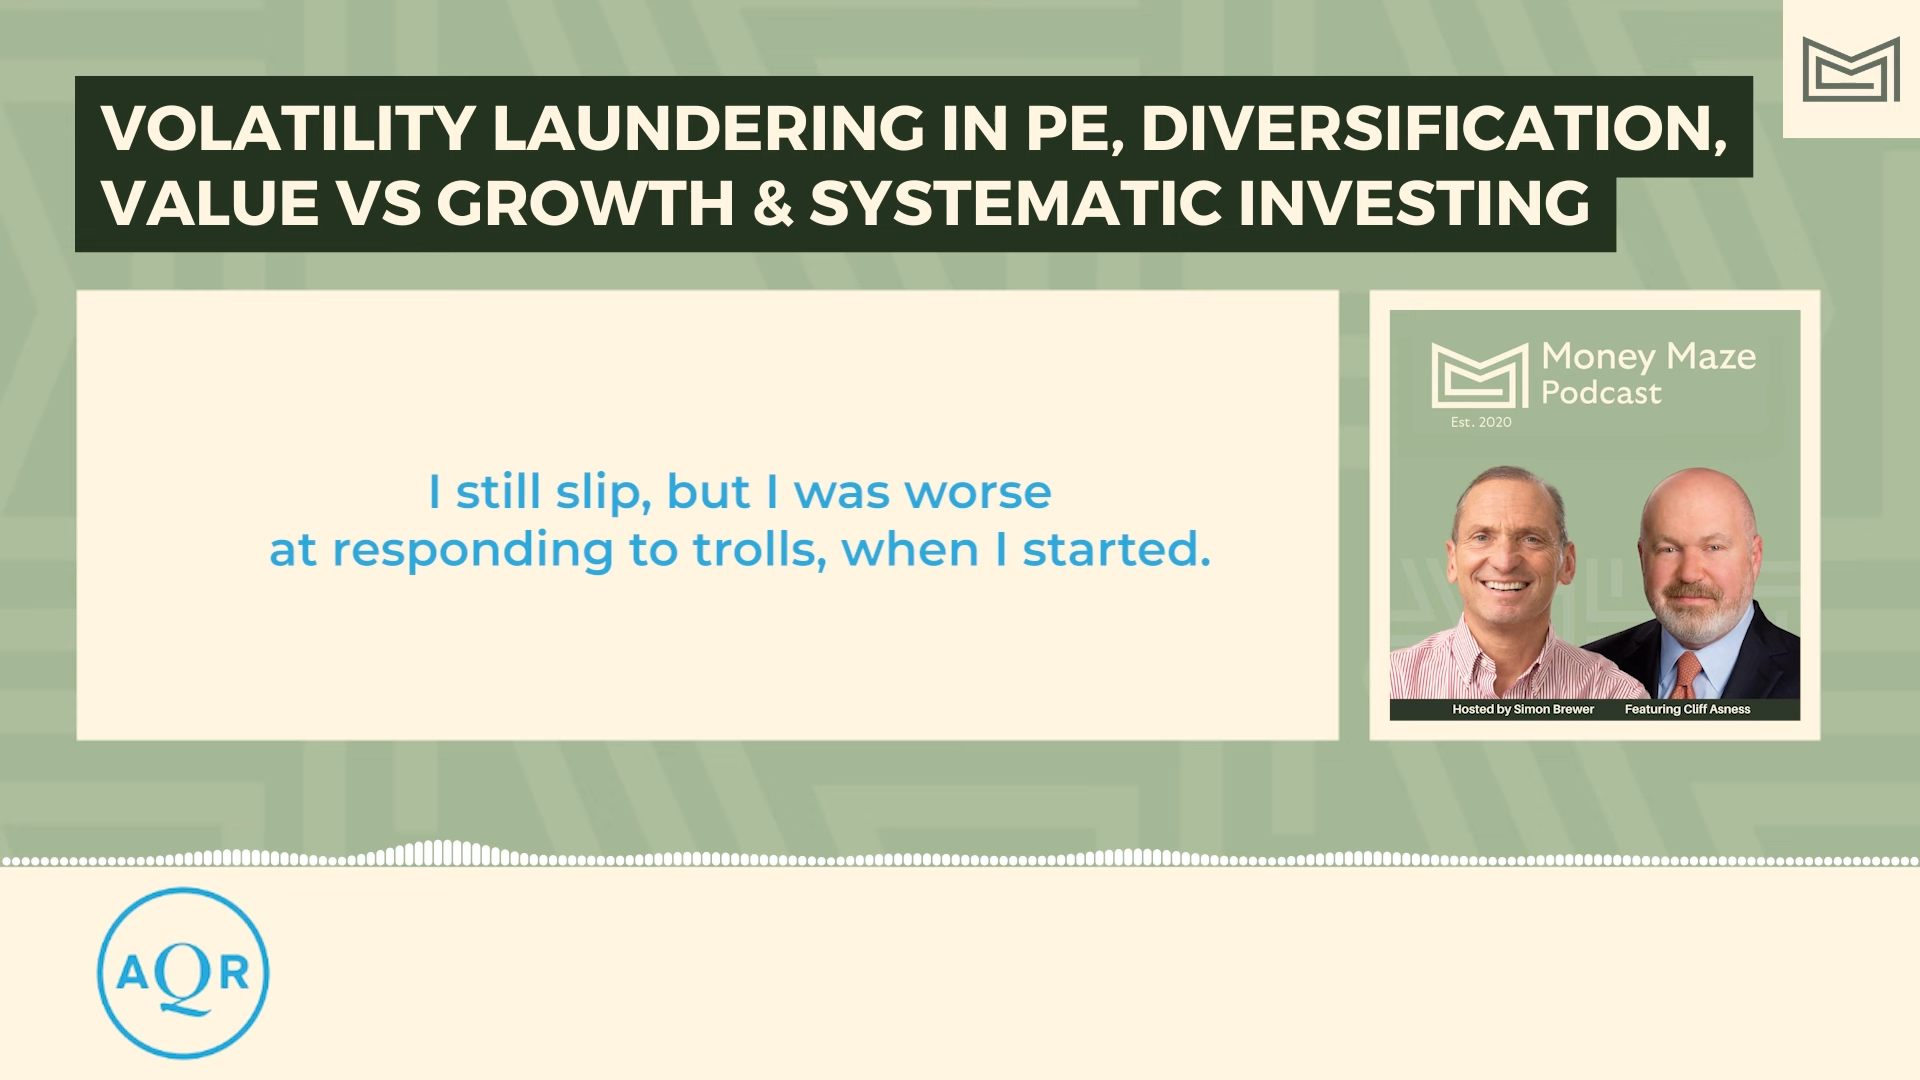 VOLATILITY LAUNDERING IN PE, DIVERSIFICATION,
VALUE VS GROWTH & SYSTEMATIC INVESTING
I still slip, but I was worse
at responding to trolls, when I started.
Money Maze
Podcast
Est. 2020
Hosted by Simon Brewer
Featuring Cliff Asness
AQR